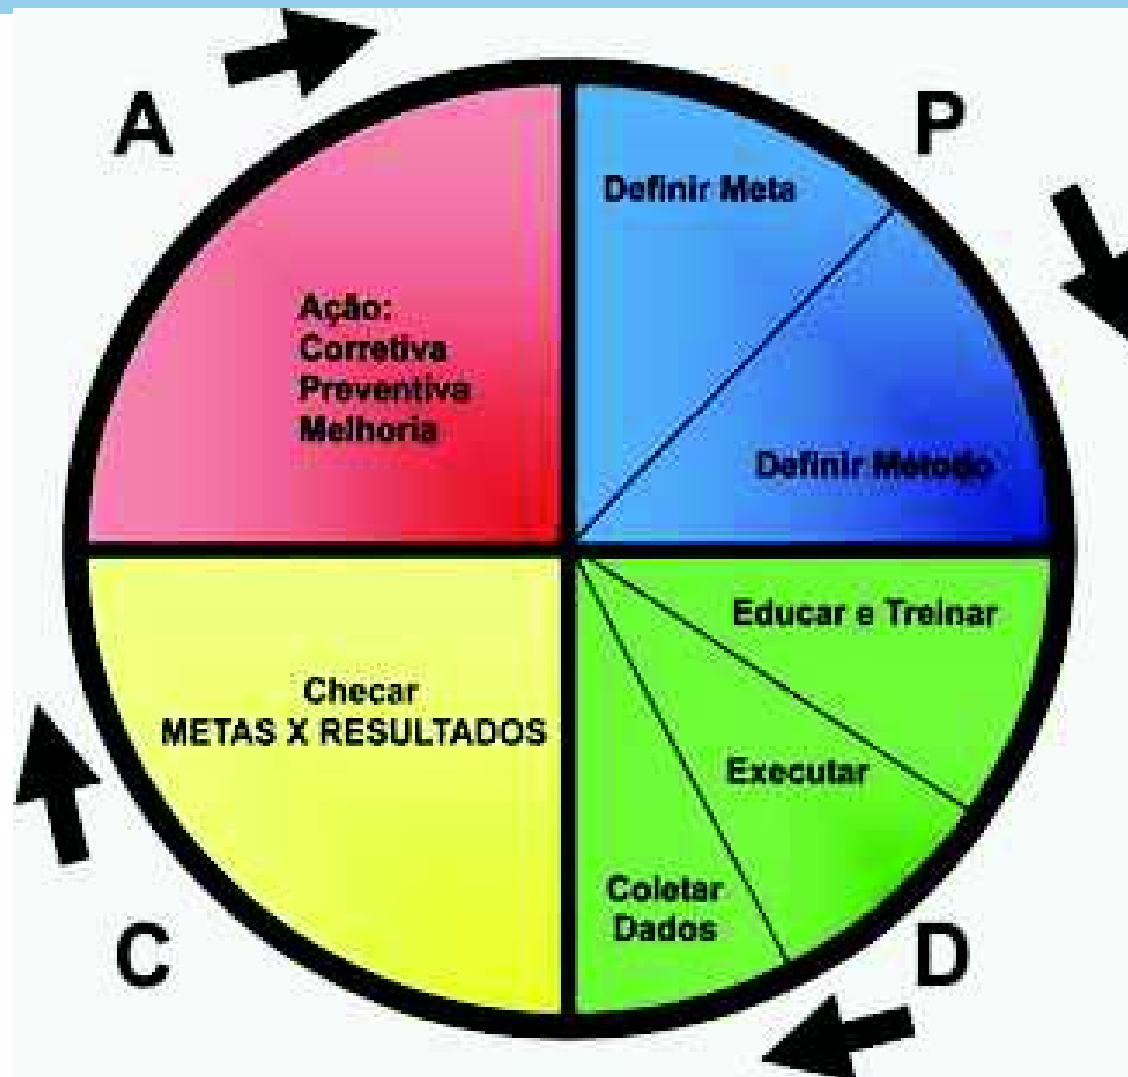 A
P
Definir Meta
Ação:
Corretiva
Preventiva
Melhoria
Definir Metodo
Educar e Treinar
Checar
METAS X RESULTADOS
Executar
Coletar
Dados
C
D